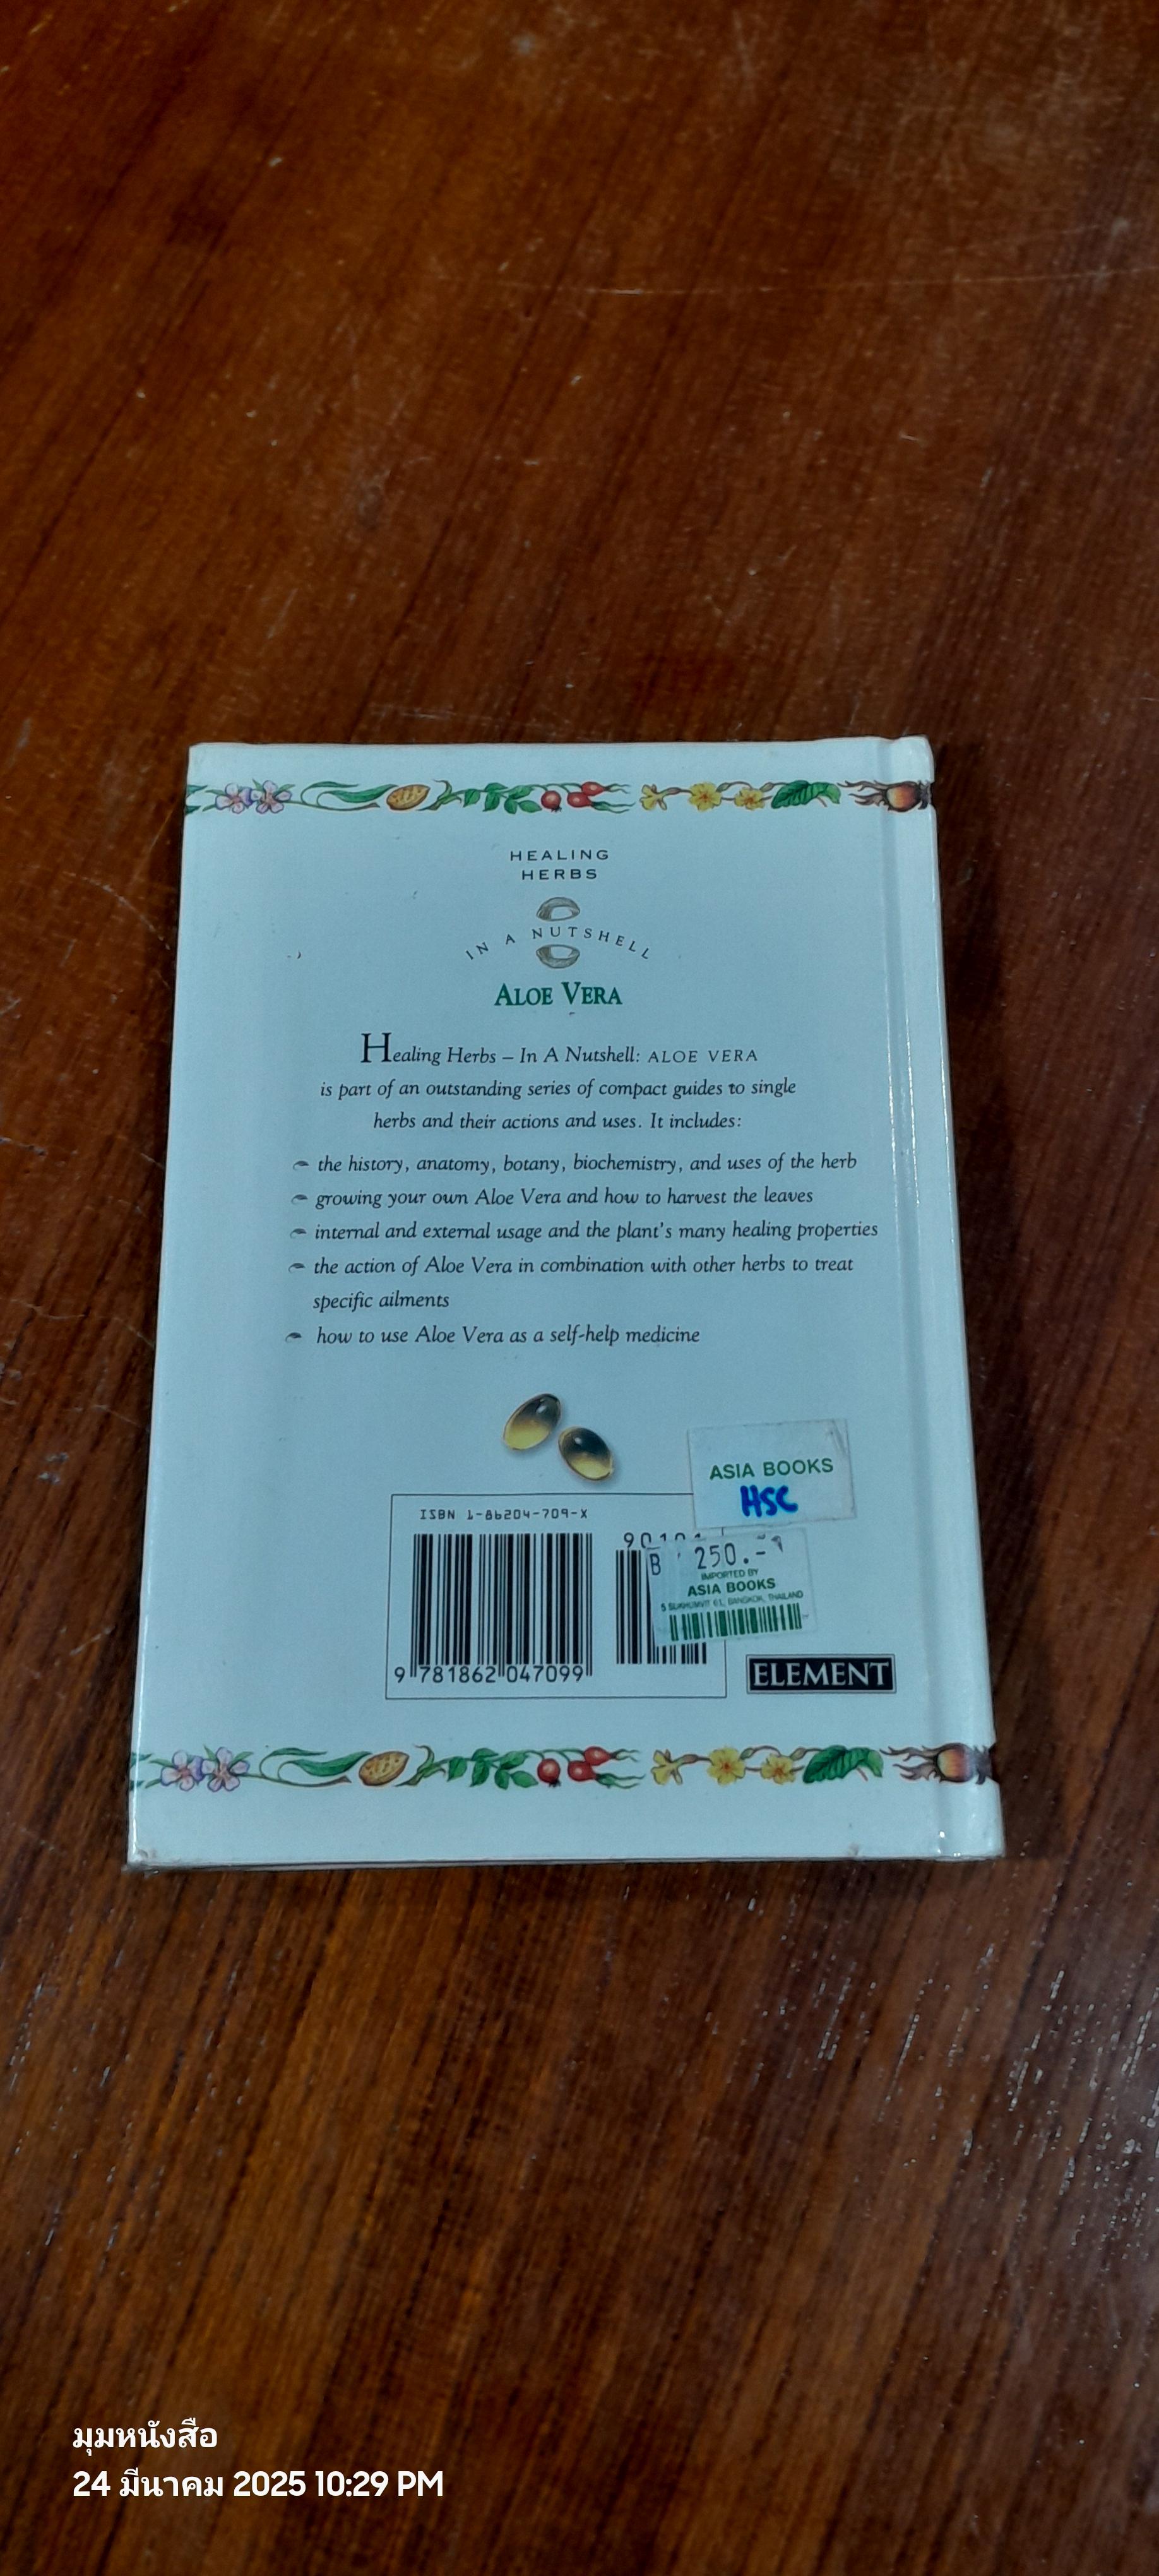 HEALING
HERBS
IN A NUTSHELL
ALOE VERA
Healing Herbs – In A Nutshell: ALOE VERA
is part of an outstanding series of compact guides to single
herbs and their actions and uses. It includes:
the history, anatomy, botany, biochemistry, and uses of the herb
growing your own Aloe Vera and how to harvest the leaves
internal and external usage and the plant's many healing properties
the action of Aloe Vera in combination with other herbs to treat
specific ailments
how to use Aloe Vera as a self-help medicine
ASIA BOOKS
HSC
ISBN 1-86204-709-X
B 250.-
IMPORTED BY
ASIA BOOKS
5 SUKHUMVIT 61, BANGKOK, THAILAND
9 781862 047099
ELEMENT
มุมหนังสือ
24 มีนาคม 2025 10:29 PM